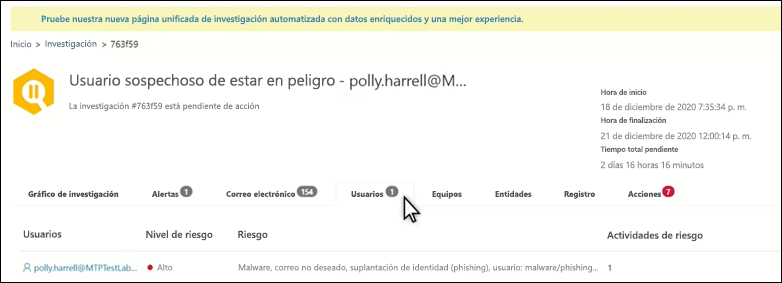 Pruebe nuestra nueva página unificada de investigación automatizada con datos enriquecidos y una mejor experiencia.
Inicio > Investigación > 763f59
Usuario sospechoso de estar en peligro - polly.harrell@M...
La investigación #763f59 está pendiente de acción
Hora de inicio
18 de diciembre de 2020 7:35:34 p. m.
Hora de finalización
21 de diciembre de 2020 12:00:14 p. m.
Tiempo total pendiente
2 días 16 horas 16 minutos
Gráfico de investigación Alertas 1 Correo electrónico 154 Usuarios 1 Equipos Entidades Registro Acciones 7
Usuarios Nivel de riesgo Riesgo Actividades de riesgo
polly.harrell@MTPTestLab... Alto Malware, correo no deseado, suplantación de identidad (phishing), usuario: malware/phishing... 1